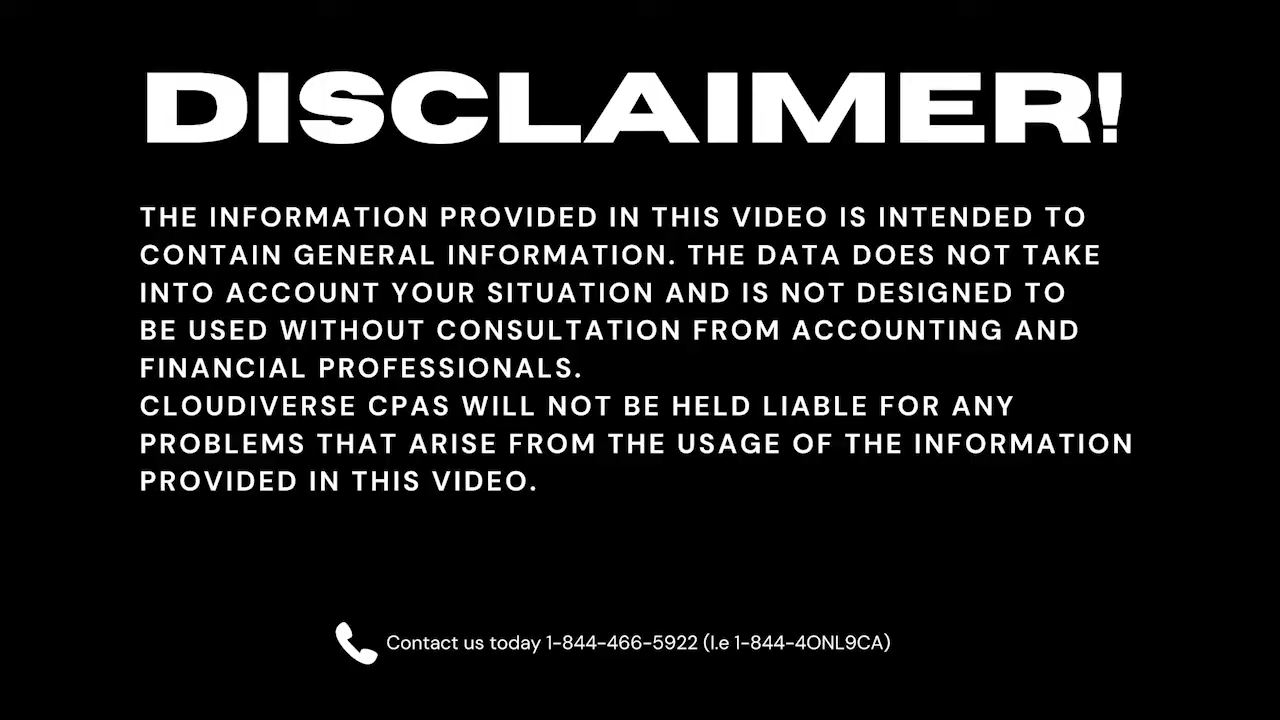 DISCLAIMER!
THE INFORMATION PROVIDED IN THIS VIDEO IS INTENDED TO
CONTAIN GENERAL INFORMATION. THE DATA DOES NOT TAKE
INTO ACCOUNT YOUR SITUATION AND IS NOT DESIGNED TO
BE USED WITHOUT CONSULTATION FROM ACCOUNTING AND
FINANCIAL PROFESSIONALS.
CLOUDIVERSE CPAS WILL NOT BE HELD LIABLE FOR ANY
PROBLEMS THAT ARISE FROM THE USAGE OF THE INFORMATION
PROVIDED IN THIS VIDEO.
Contact us today 1-844-466-5922 (I.e 1-844-4ONL9CA)